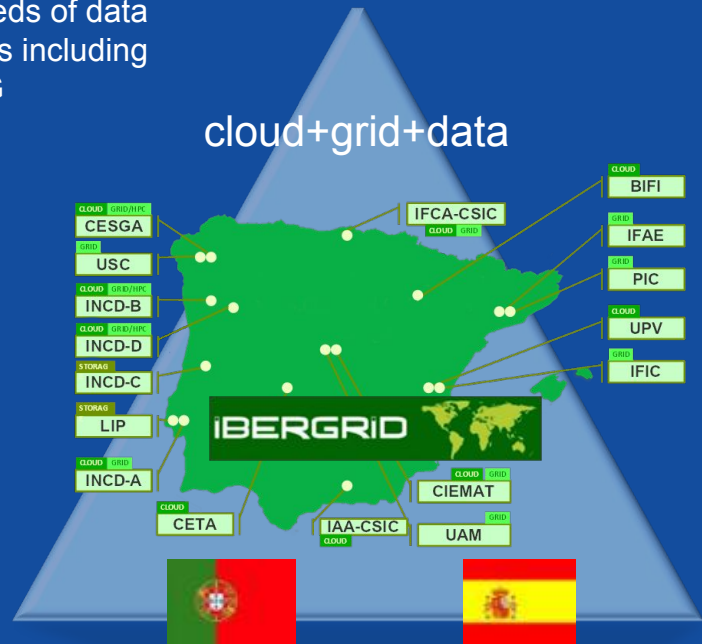 eds of data
s including
G
cloud+grid+data
CLOUD GRID/HPC
CESGA
GRID
USC
CLOUD GRID/HPC
INCD-B
CLOUD GRID/HPC
INCD-D
STORAG
INCD-C
STORAG
LIP
CLOUD GRID
INCD-A
CLOUD
CETA
IFCA-CSIC
CLOUD GRID
iBERGRiD
IAA-CSIC
CLOUD
CLOUD GRID
CIEMAT
GRID
UAM
CLOUD
BIFI
GRID
IFAE
GRID
PIC
CLOUD
UPV
GRID
IFIC